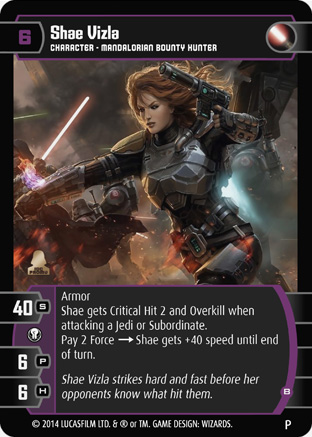 6
Shae Vizla
CHARACTER - MANDALORIAN BOUNTY HUNTER
40 S
6 P
6 H
Armor
Shae gets Critical Hit 2 and Overkill when
attacking a Jedi or Subordinate.
Pay 2 Force → Shae gets +40 speed until end
of turn.
Shae Vizla strikes hard and fast before her
opponents know what hit them.
B
© 2014 LUCASFILM LTD. & ® or TM. GAME DESIGN: WIZARDS.
P